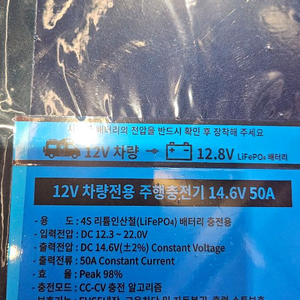 배터리의 전압을 반드시 확인 후 장착해 주세요
12V 차량 → 12.8V LiFePO₄ 배터리
12V 차량전용 주행충전기 14.6V 50A
- 용 도 : 4S 리튬인산철(LiFePO₄) 배터리 충전용
- 입력전압 : DC 12.3 ~ 22.0V
- 출력전압 : DC 14.6V(±2%) Constant Voltage
- 출력전류 : 50A Constant Current
- 효 율 : Peak 98%
- 충전모드 : CC-CV 충전 알고리즘